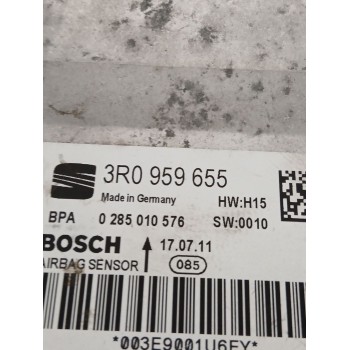 3R0 959 655
Made in Germany HW:H15
BPA 0 285 010 576 SW:0010
BOSCH 17.07.11
AIRBAG SENSOR 085
*003E9001U6EY*